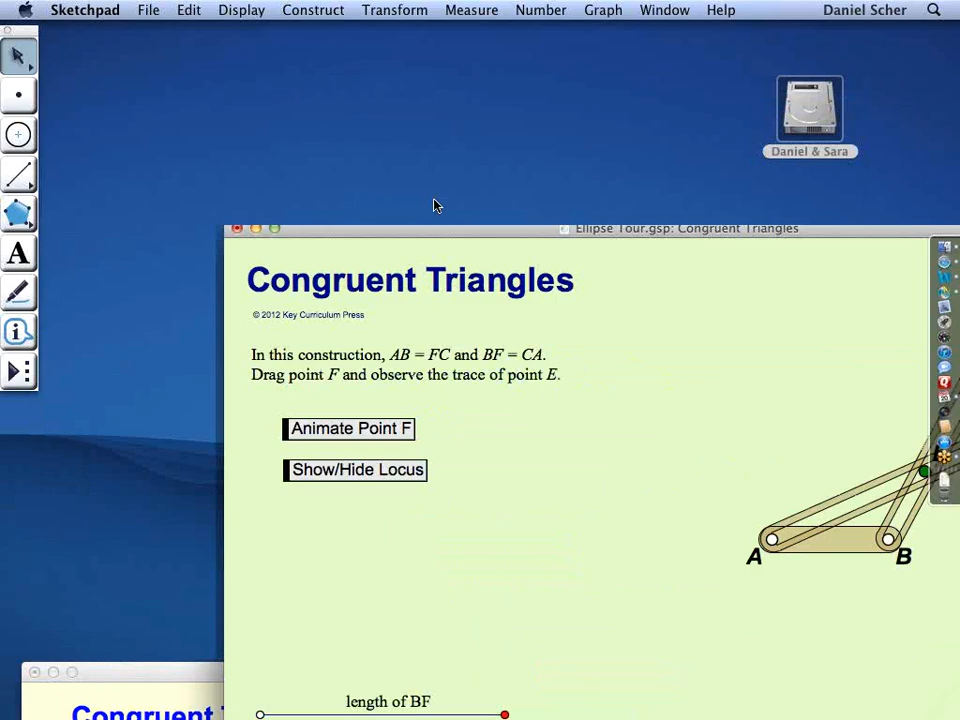 Sketchpad File Edit Display Construct Transform Measure Number Graph Window Help Daniel Scher
Daniel & Sara
Ellipse Tour.gsp: Congruent Triangles
Congruent Triangles
© 2012 Key Curriculum Press
In this construction, AB = FC and BF = CA.
Drag point F and observe the trace of point E.
Animate Point F
Show/Hide Locus
A
B
length of BF
Congruent
A